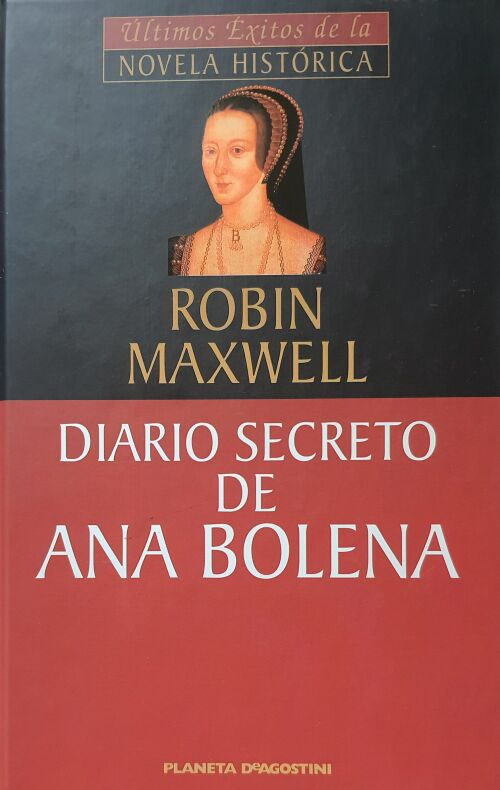 Últimos Éxitos de la
NOVELA HISTÓRICA
B
ROBIN
MAXWELL
DIARIO SECRETO
DE
ANA BOLENA
PLANETA DeAGOSTINI